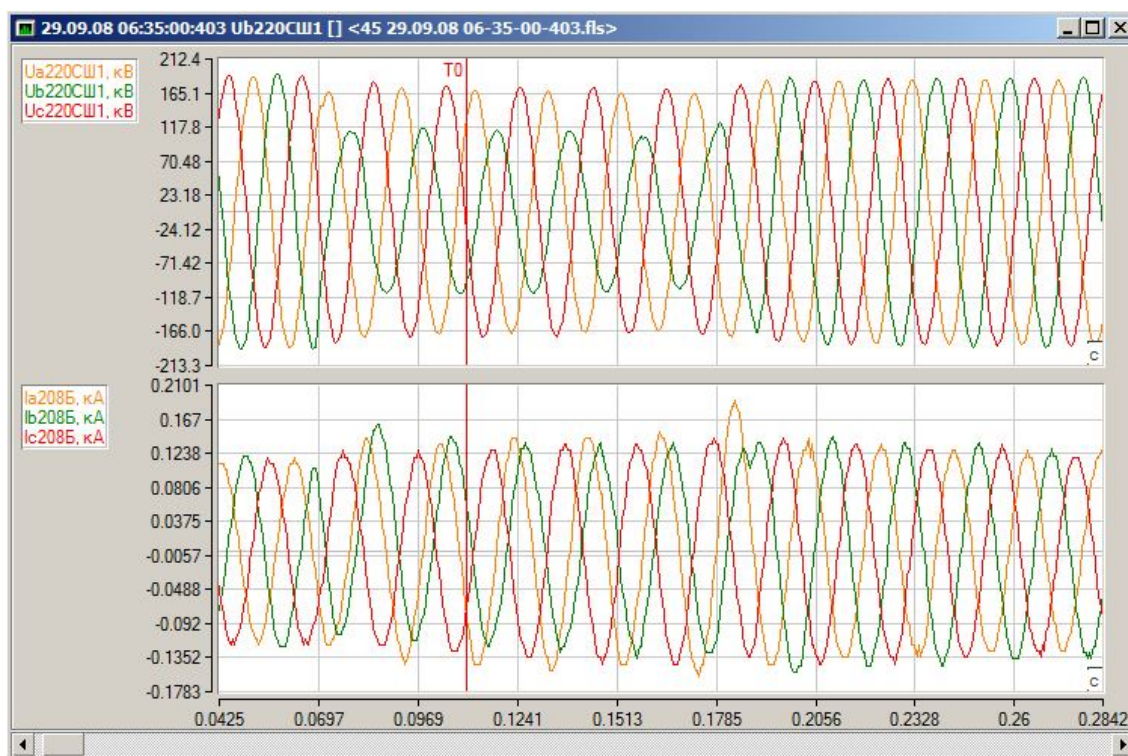 29.09.08 06:35:00:403 Ub220СШ1 [] <45 29.09.08 06-35-00-403.fls>
Ua220СШ1, кВ
Ub220СШ1, кВ
Uc220СШ1, кВ
212.4
165.1
117.8
70.48
23.18
-24.12
-71.42
-118.7
-166.0
-213.3
T0
с
Ia208Б, кА
Ib208Б, кА
Ic208Б, кА
0.2101
0.167
0.1238
0.0806
0.0375
-0.0057
-0.0488
-0.092
-0.1352
-0.1783
с
0.0425 0.0697 0.0969 0.1241 0.1513 0.1785 0.2056 0.2328 0.26 0.2842